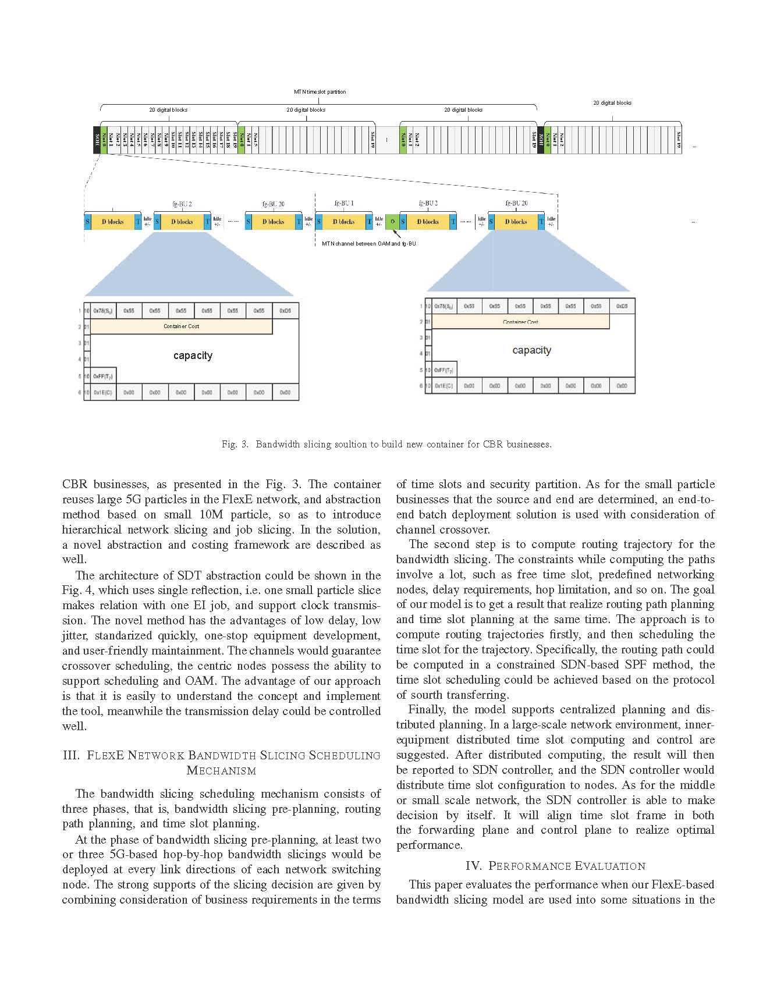 MTN timeslot partition
20 digital blocks
20 digital blocks
20 digital blocks
20 digital blocks
SOH Slot 0 Slot 1 Slot 2 Slot 3 Slot 4 Slot 5 Slot 6 Slot 7 Slot 8 Slot 9 Slot 10 Slot 11 Slot 12 Slot 13 Slot 14 Slot 15 Slot 16 Slot 17 Slot 18 Slot 19 Slot 0 Slot 1 Slot 5 Slot 19 ... Slot 0 Slot 1 Slot 2 Slot 19 SOH Slot 0 Slot 1 Slot 2 Slot 19 ...
fg-BU 2
fg-BU 20
fg-BU 1
fg-BU 2
fg-BU 20
S D blocks T Idle +/- S D blocks T Idle +/- ...... S D blocks T Idle +/- S D blocks T Idle +/- O S D blocks T ...... Idle +/- S D blocks T Idle +/- ...
MTN channel between OAM and fg-BU
1 10 0x78(S0) 0x55 0x55 0x55 0x55 0x55 0x55 0xD5
2 01 Container Cost
3 01
4 01
capacity
5 10 0xFF(T7)
6 10 0x1E(C) 0x00 0x00 0x00 0x00 0x00 0x00 0x00
1 10 0x78(S0) 0x55 0x55 0x55 0x55 0x55 0x55 0xD5
2 01 Container Cost
3 01
4 01
capacity
5 10 0xFF(T7)
6 10 0x1E(C) 0x00 0x00 0x00 0x00 0x00 0x00 0x00
Fig. 3. Bandwidth slicing soultion to build new container for CBR businesses.
CBR businesses, as presented in the Fig. 3. The container
reuses large 5G particles in the FlexE network, and abstraction
method based on small 10M particle, so as to introduce
hierarchical network slicing and job slicing. In the solution,
a novel abstraction and costing framework are described as
well.
The architecture of SDT abstraction could be shown in the
Fig. 4, which uses single reflection, i.e. one small particle slice
makes relation with one EI job, and support clock transmis-
sion. The novel method has the advantages of low delay, low
jitter, standarized quickly, one-stop equipment development,
and user-friendly maintainment. The channels would guarantee
crossover scheduling, the centric nodes possess the ability to
support scheduling and OAM. The advantage of our approach
is that it is easily to understand the concept and implement
the tool, meanwhile the transmission delay could be controlled
well.
III. FLEXE NETWORK BANDWIDTH SLICING SCHEDULING
MECHANISM
The bandwidth slicing scheduling mechanism consists of
three phases, that is, bandwidth slicing pre-planning, routing
path planning, and time slot planning.
At the phase of bandwidth slicing pre-planning, at least two
or three 5G-based hop-by-hop bandwidth slicings would be
deployed at every link directions of each network switching
node. The strong supports of the slicing decision are given by
combining consideration of business requirements in the terms
of time slots and security partition. As for the small particle
businesses that the source and end are determined, an end-to-
end batch deployment solution is used with consideration of
channel crossover.
The second step is to compute routing trajectory for the
bandwidth slicing. The constraints while computing the paths
involve a lot, such as free time slot, predefined networking
nodes, delay requirements, hop limitation, and so on. The goal
of our model is to get a result that realize routing path planning
and time slot planning at the same time. The approach is to
compute routing trajectories firstly, and then scheduling the
time slot for the trajectory. Specifically, the routing path could
be computed in a constrained SDN-based SPF method, the
time slot scheduling could be achieved based on the protocol
of sourth transferring.
Finally, the model supports centralized planning and dis-
tributed planning. In a large-scale network environment, inner-
equipment distributed time slot computing and control are
suggested. After distributed computing, the result will then
be reported to SDN controller, and the SDN controller would
distribute time slot configuration to nodes. As for the middle
or small scale network, the SDN controller is able to make
decision by itself. It will align time slot frame in both
the forwarding plane and control plane to realize optimal
performance.
IV. PERFORMANCE EVALUATION
This paper evaluates the performance when our FlexE-based
bandwidth slicing model are used into some situations in the